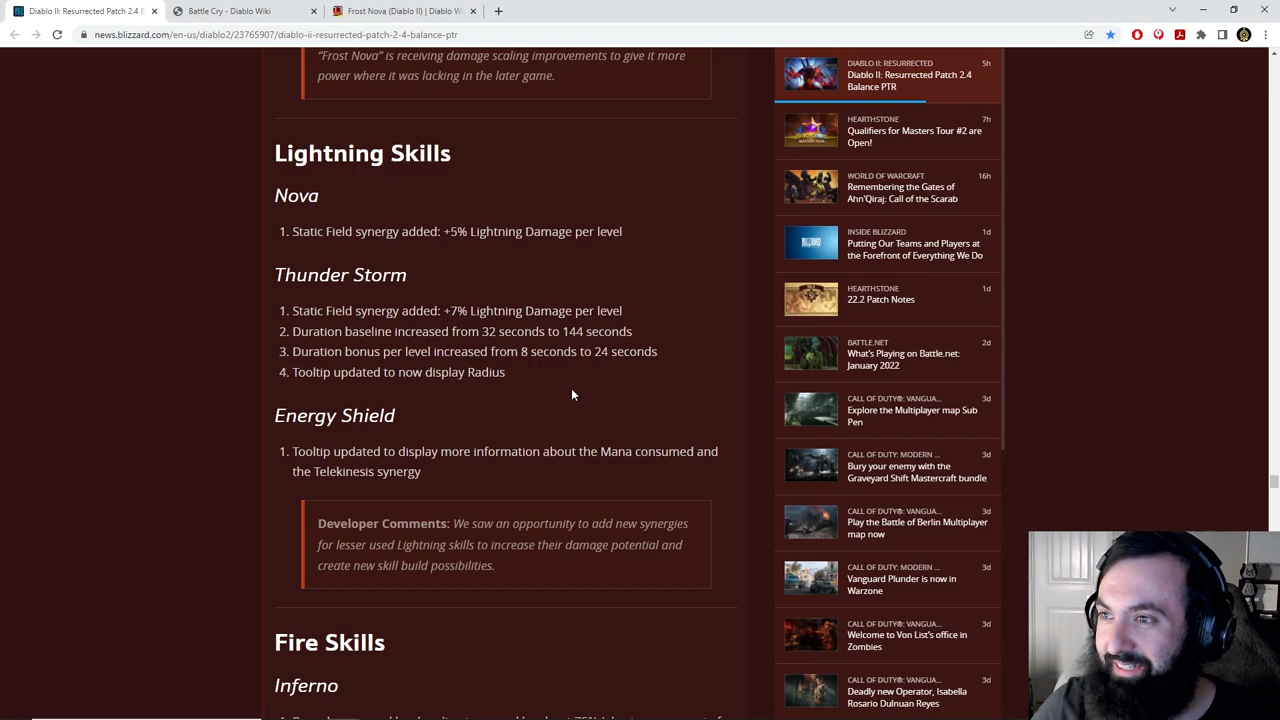 Diablo II: Resurrected Patch 2.4 B
Battle Cry - Diablo Wiki
Frost Nova (Diablo II) | Diablo W
news.blizzard.com/en-us/diablo2/23765907/diablo-ii-resurrected-patch-2-4-balance-ptr
"Frost Nova" is receiving damage scaling improvements to give it more
power where it was lacking in the later game.
Lightning Skills
Nova
1. Static Field synergy added: +5% Lightning Damage per level
Thunder Storm
1. Static Field synergy added: +7% Lightning Damage per level
2. Duration baseline increased from 32 seconds to 144 seconds
3. Duration bonus per level increased from 8 seconds to 24 seconds
4. Tooltip updated to now display Radius
Energy Shield
1. Tooltip updated to display more information about the Mana consumed and
the Telekinesis synergy
Developer Comments: We saw an opportunity to add new synergies
for lesser used Lightning skills to increase their damage potential and
create new skill build possibilities.
Fire Skills
Inferno
DIABLO II: RESURRECTED 5h
Diablo II: Resurrected Patch 2.4
Balance PTR
HEARTHSTONE 7h
Qualifiers for Masters Tour #2 are
Open!
WORLD OF WARCRAFT 16h
Remembering the Gates of
Ahn'Qiraj: Call of the Scarab
INSIDE BLIZZARD 1d
Putting Our Teams and Players at
the Forefront of Everything We Do
HEARTHSTONE 1d
22.2 Patch Notes
BATTLE.NET 2d
What's Playing on Battle.net:
January 2022
CALL OF DUTY®: VANGUA... 3d
Explore the Multiplayer map Sub
Pen
CALL OF DUTY: MODERN ... 3d
Bury your enemy with the
Graveyard Shift Mastercraft bundle
CALL OF DUTY®: VANGUA... 3d
Play the Battle of Berlin Multiplayer
map now
CALL OF DUTY: MODERN ... 3d
Vanguard Plunder is now in
Warzone
CALL OF DUTY®: VANGUA... 3d
Welcome to Von List's office in
Zombies
CALL OF DUTY®: VANGUA... 3d
Deadly new Operator, Isabella
Rosario Dulnuan Reyes